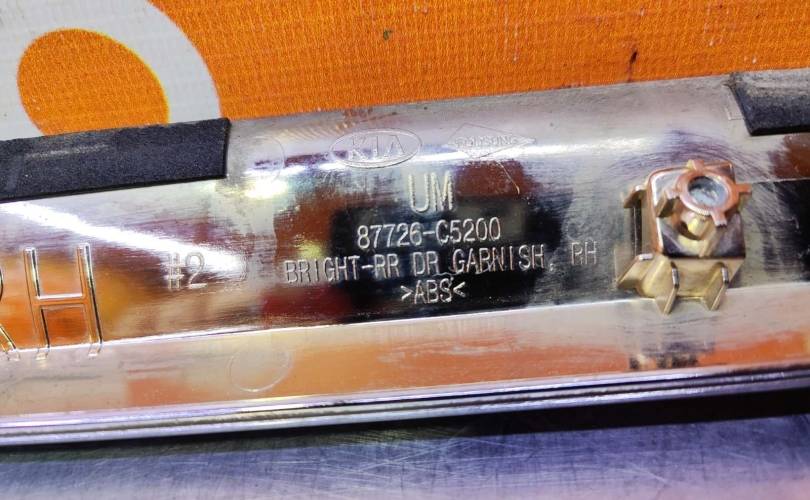 KIA
UM
87726-C5200
BRIGHT-RR DR GARNISH, RH
>ABS<
RH
#2